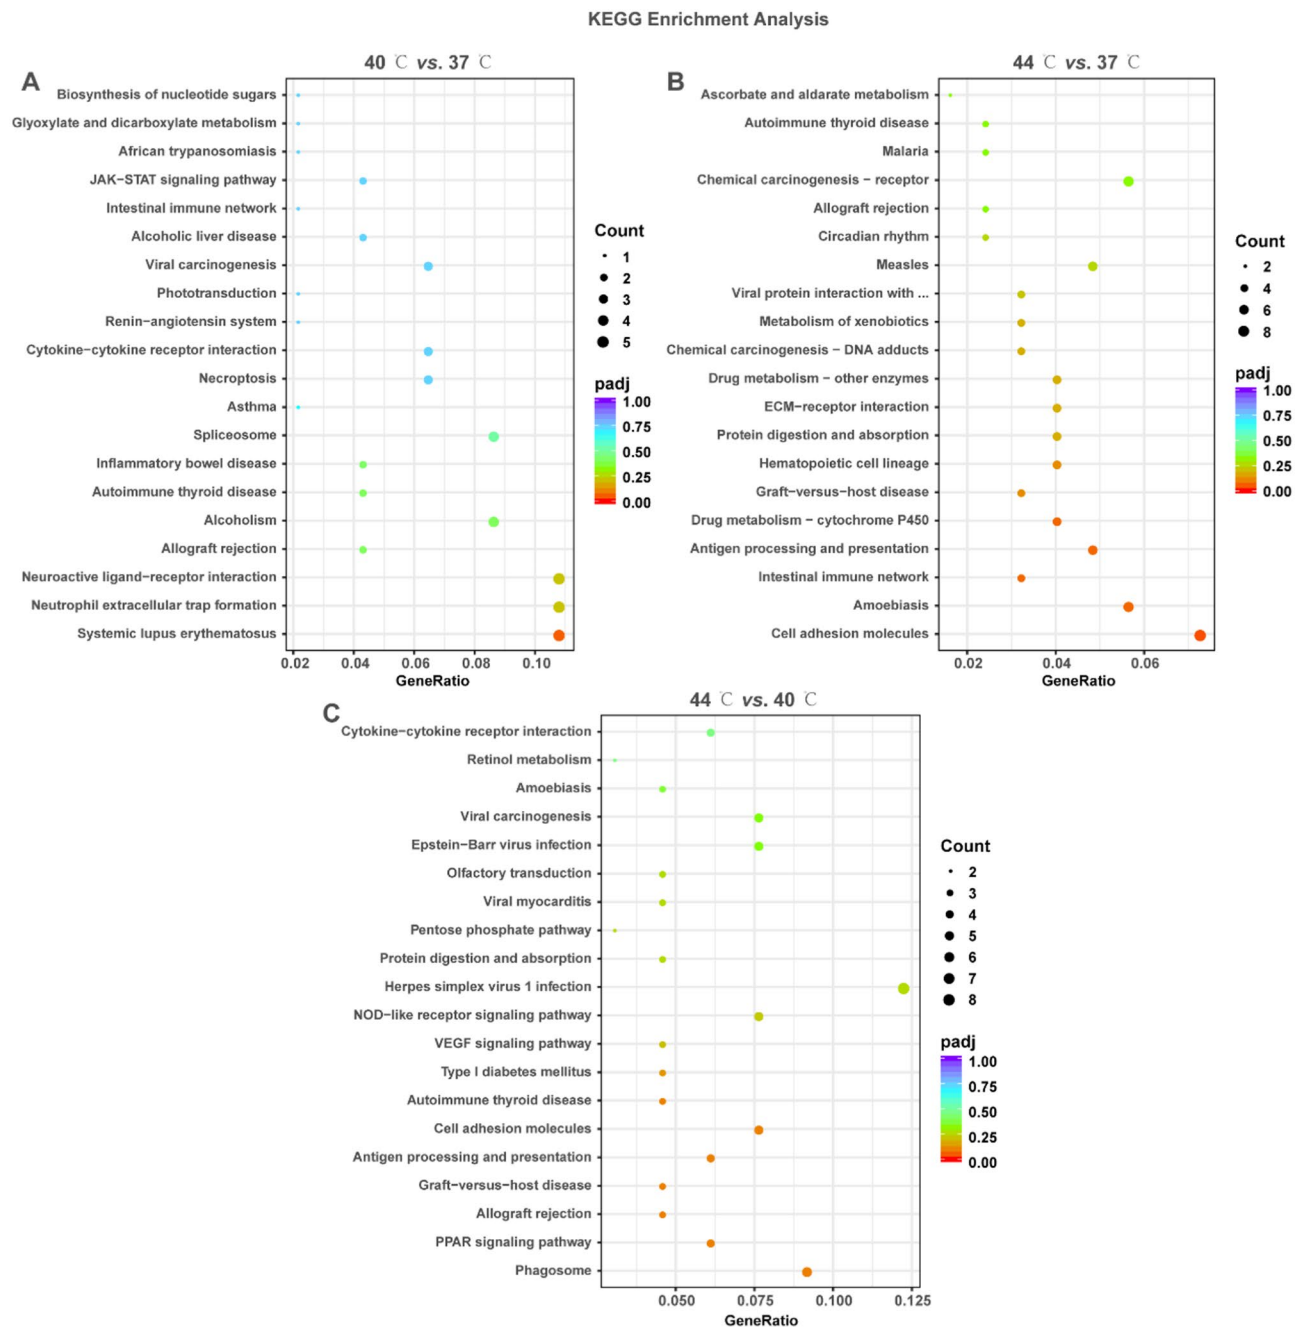 KEGG Enrichment Analysis
A
40 ℃ vs. 37 ℃
Biosynthesis of nucleotide sugars
Glyoxylate and dicarboxylate metabolism
African trypanosomiasis
JAK−STAT signaling pathway
Intestinal immune network
Alcoholic liver disease
Viral carcinogenesis
Phototransduction
Renin−angiotensin system
Cytokine−cytokine receptor interaction
Necroptosis
Asthma
Spliceosome
Inflammatory bowel disease
Autoimmune thyroid disease
Alcoholism
Allograft rejection
Neuroactive ligand−receptor interaction
Neutrophil extracellular trap formation
Systemic lupus erythematosus
0.02 0.04 0.06 0.08 0.10
GeneRatio
Count
1
2
3
4
5
padj
1.00
0.75
0.50
0.25
0.00
B
44 ℃ vs. 37 ℃
Ascorbate and aldarate metabolism
Autoimmune thyroid disease
Malaria
Chemical carcinogenesis − receptor
Allograft rejection
Circadian rhythm
Measles
Viral protein interaction with ...
Metabolism of xenobiotics
Chemical carcinogenesis − DNA adducts
Drug metabolism − other enzymes
ECM−receptor interaction
Protein digestion and absorption
Hematopoietic cell lineage
Graft−versus−host disease
Drug metabolism − cytochrome P450
Antigen processing and presentation
Intestinal immune network
Amoebiasis
Cell adhesion molecules
0.02 0.04 0.06
GeneRatio
Count
2
4
6
8
padj
1.00
0.75
0.50
0.25
0.00
C
44 ℃ vs. 40 ℃
Cytokine−cytokine receptor interaction
Retinol metabolism
Amoebiasis
Viral carcinogenesis
Epstein−Barr virus infection
Olfactory transduction
Viral myocarditis
Pentose phosphate pathway
Protein digestion and absorption
Herpes simplex virus 1 infection
NOD−like receptor signaling pathway
VEGF signaling pathway
Type I diabetes mellitus
Autoimmune thyroid disease
Cell adhesion molecules
Antigen processing and presentation
Graft−versus−host disease
Allograft rejection
PPAR signaling pathway
Phagosome
0.050 0.075 0.100 0.125
GeneRatio
Count
2
3
4
5
6
7
8
padj
1.00
0.75
0.50
0.25
0.00